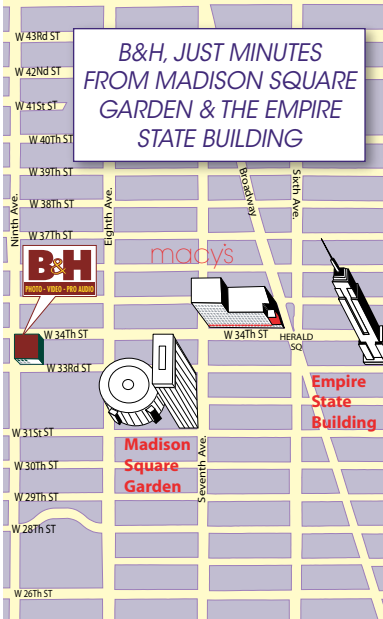 B&H, JUST MINUTES
FROM MADISON SQUARE
GARDEN & THE EMPIRE
STATE BUILDING
W 43Rd ST
W 42Nd ST
W 41St ST
W 40Th ST
W 39Th ST
W 38Th ST
W 37Th ST
Ninth Ave.
Eighth Ave.
Broadway
Sixth Ave.
macy's
B&H
PHOTO - VIDEO - PRO AUDIO
W 34Th ST
W 34Th ST
HERALD
SQ
W 33Rd ST
Empire
State
Building
W 31St ST
Madison
Square
Garden
Seventh Ave.
W 30Th ST
W 29Th ST
W 28Th ST
W 26Th ST